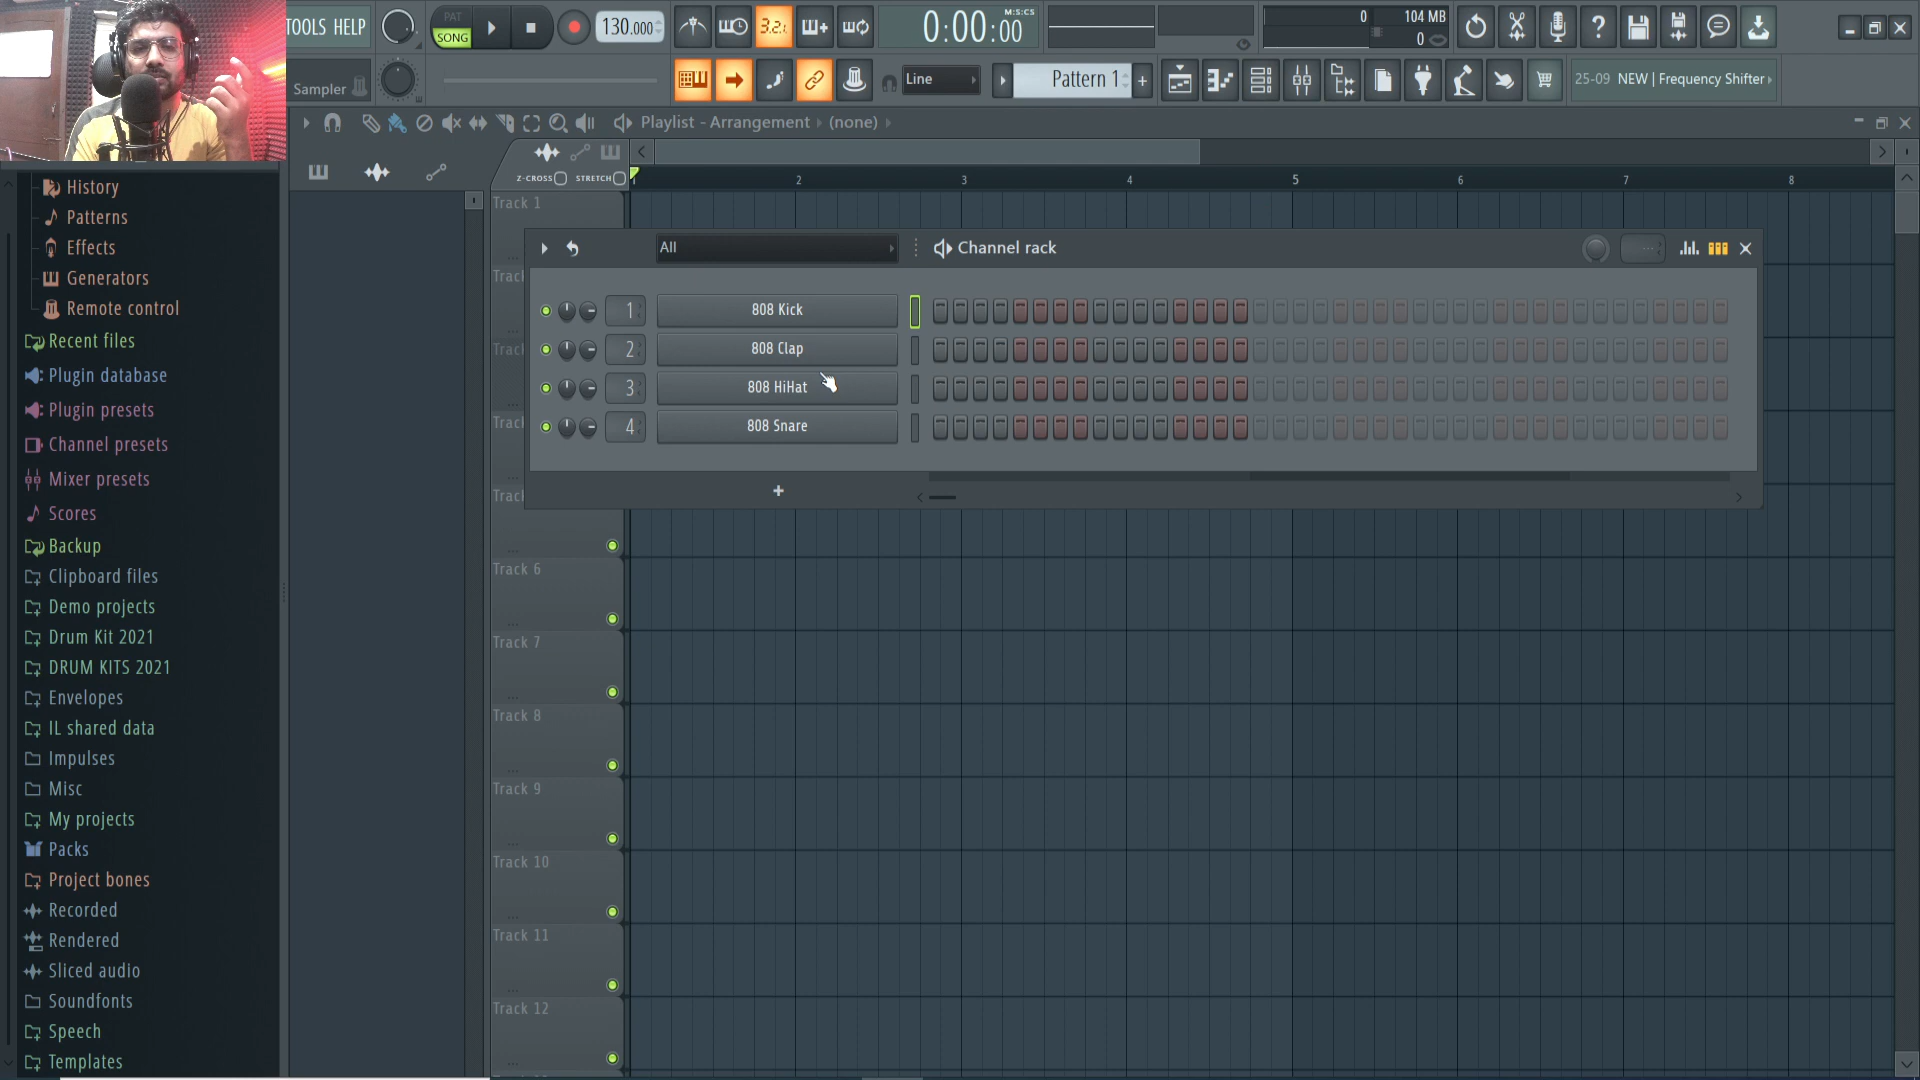 TOOLS HELP
PAT
SONG
130.000
3.2.1
0:00:00
M:S:CS
0
104 MB
0
Sampler
Line
Pattern 1
+
25-09 NEW | Frequency Shifter
Playlist - Arrangement
(none)
Z-CROSS
STRETCH
1
2
3
4
5
6
7
8
History
Patterns
Effects
Generators
Remote control
Recent files
Plugin database
Plugin presets
Channel presets
Mixer presets
Scores
Backup
Clipboard files
Demo projects
Drum Kit 2021
DRUM KITS 2021
Envelopes
IL shared data
Impulses
Misc
My projects
Packs
Project bones
Recorded
Rendered
Sliced audio
Soundfonts
Speech
Templates
Track 1
All
Channel rack
1
808 Kick
2
808 Clap
3
808 HiHat
4
808 Snare
+
Track 6
Track 7
Track 8
Track 9
Track 10
Track 11
Track 12